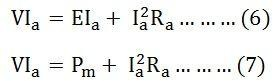 VIₐ = EIₐ + Iₐ²Rₐ … … … (6)
VIₐ = Pₘ + Iₐ²Rₐ … … … (7)